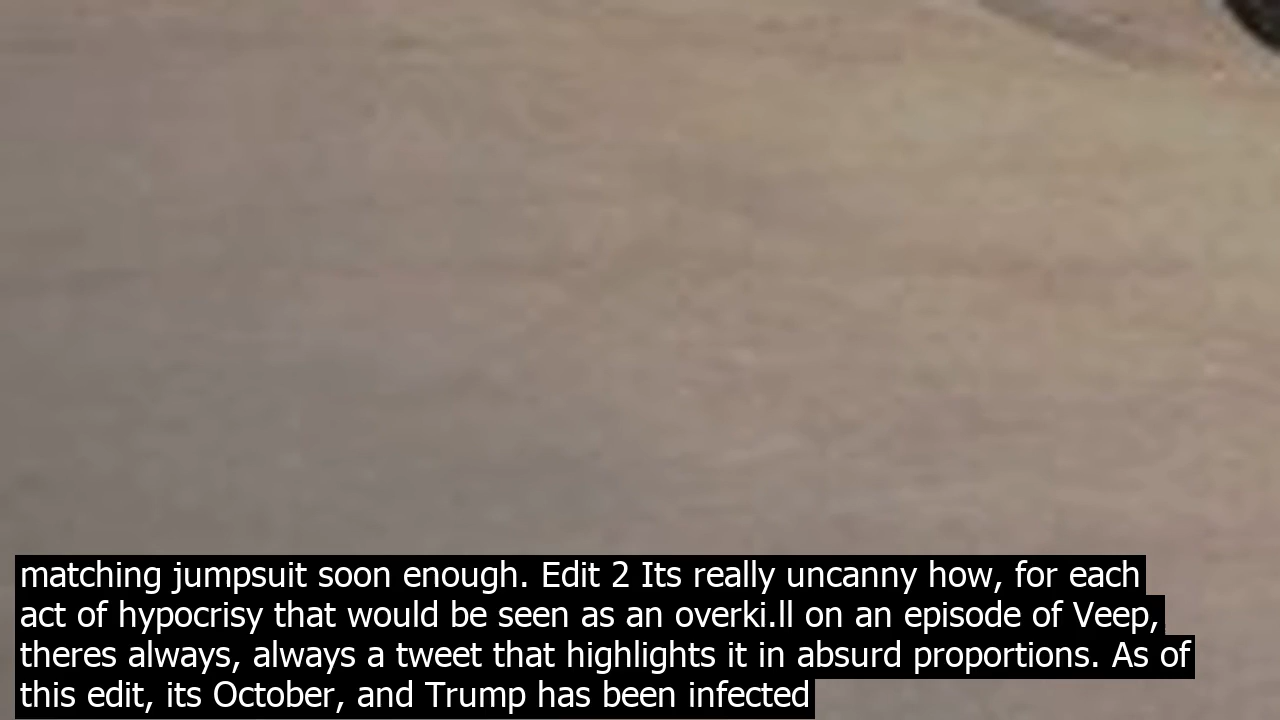 matching jumpsuit soon enough. Edit 2 Its really uncanny how, for each
act of hypocrisy that would be seen as an overki.ll on an episode of Veep,
theres always, always a tweet that highlights it in absurd proportions. As of
this edit, its October, and Trump has been infected